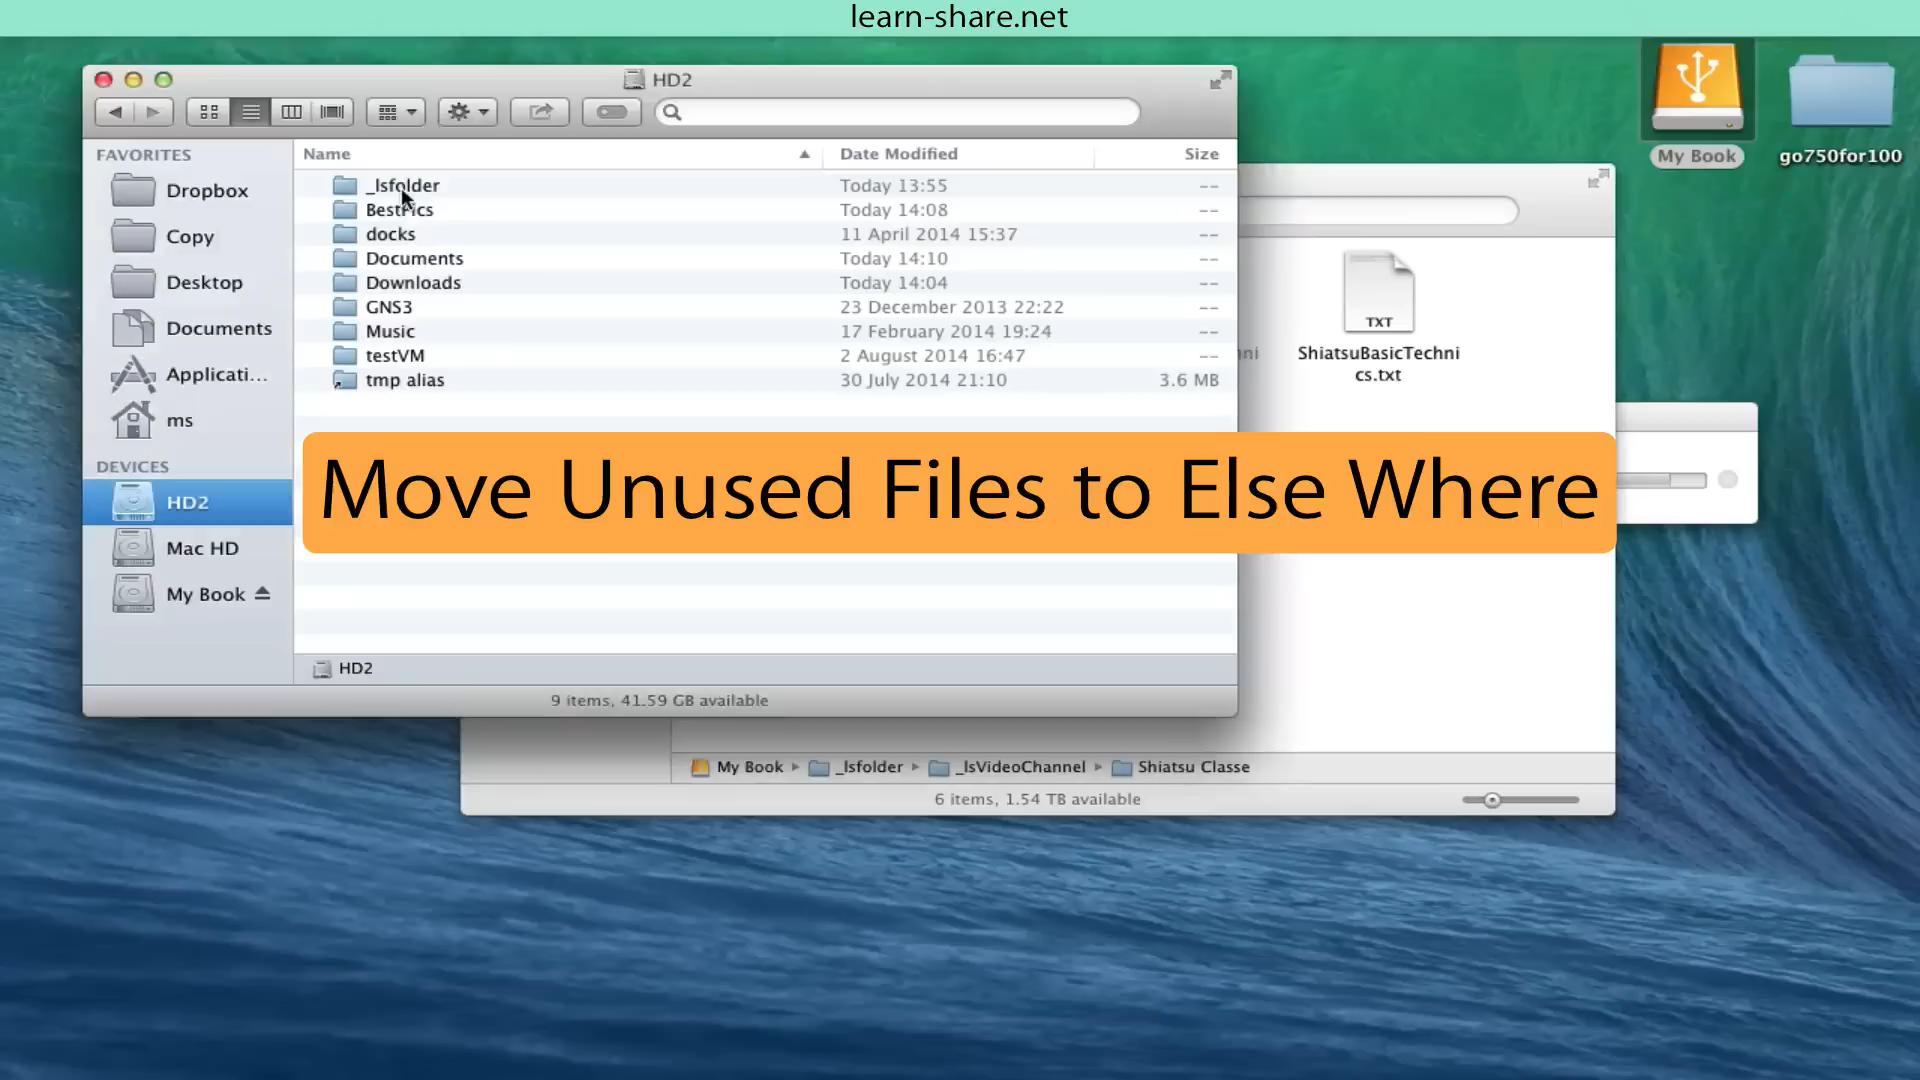 learn-share.net
HD2
My Book
go750for100
FAVORITES
Dropbox
Copy
Desktop
Documents
Applicati...
ms
DEVICES
HD2
Mac HD
My Book
Name Date Modified Size
_lsfolder Today 13:55 --
BestPics Today 14:08 --
docks 11 April 2014 15:37 --
Documents Today 14:10 --
Downloads Today 14:04 --
GNS3 23 December 2013 22:22 --
Music 17 February 2014 19:24 --
testVM 2 August 2014 16:47 --
tmp alias 30 July 2014 21:10 3.6 MB
TXT
ShiatsuBasicTechni
cs.txt
Move Unused Files to Else Where
HD2
9 items, 41.59 GB available
My Book _lsfolder _lsVideoChannel Shiatsu Classe
6 items, 1.54 TB available